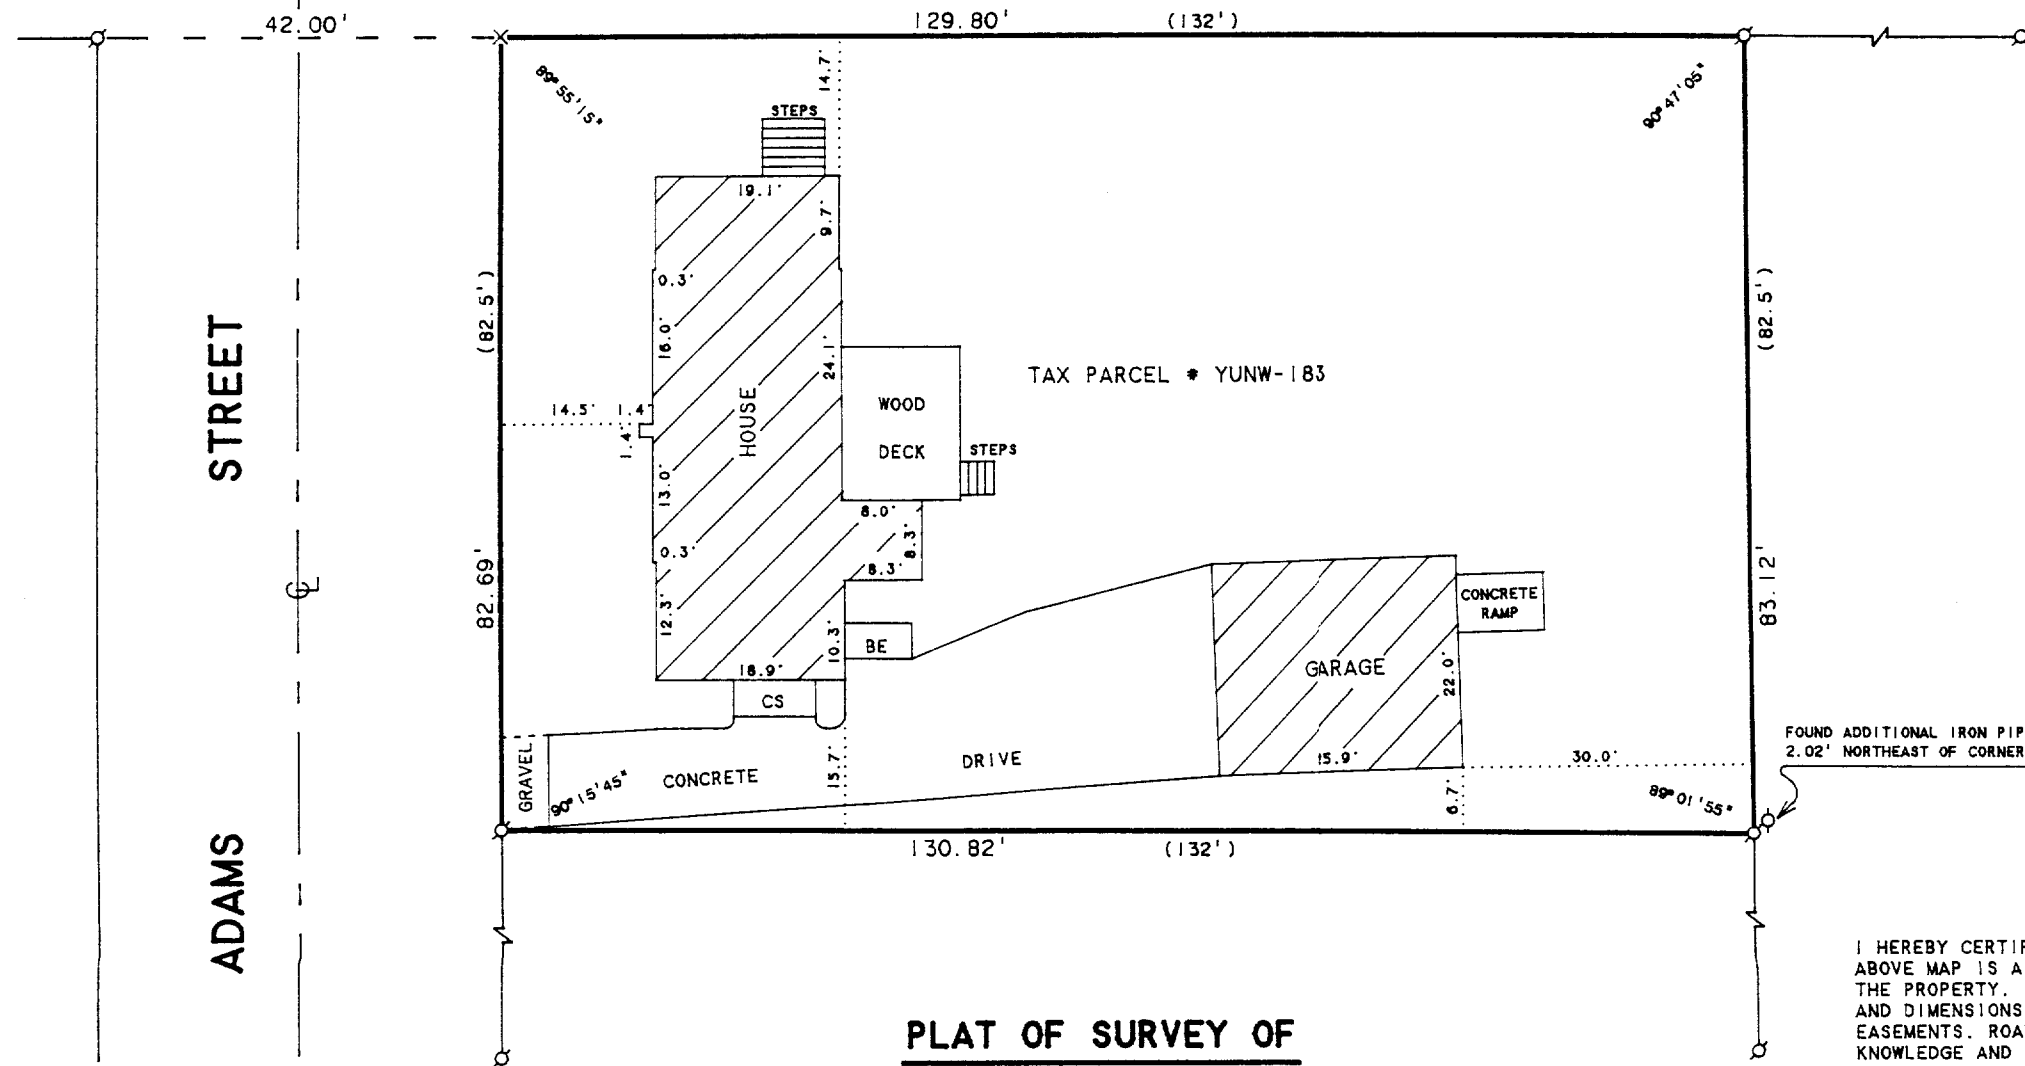 42.00'
129.80' (132')
89°55'15"
14.7'
90°47'05"
STEPS
19.1'
9.7'
0.3'
(82.5')
(82.5')
16.0'
24.1'
STREET
HOUSE
TAX PARCEL # YUNW-183
WOOD
DECK
14.5' 1.4'
1.4'
STEPS
13.0'
8.0'
8.3'
0.3'
8.3'
82.69'
83.12'
12.3'
10.3'
BE
CONCRETE
RAMP
18.9'
GARAGE
22.0'
CS
GRAVEL
90°15'45"
CONCRETE
15.7'
DRIVE
15.9'
30.0'
6.7'
89°01'55"
FOUND ADDITIONAL IRON PIP
2.02' NORTHEAST OF CORNER
130.82' (132')
ADAMS
PLAT OF SURVEY OF
I HEREBY CERTIF
ABOVE MAP IS A
THE PROPERTY.
AND DIMENSIONS
EASEMENTS. ROA
KNOWLEDGE AND